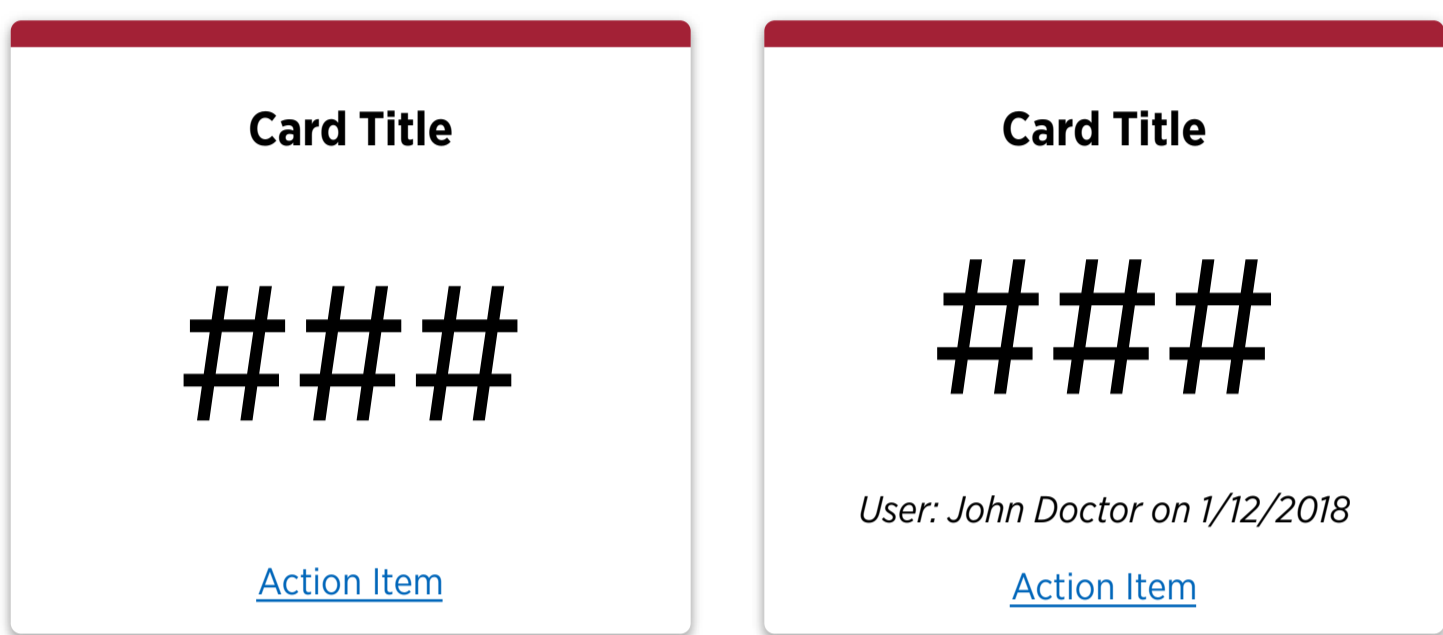 Card Title
###
Action Item
Card Title
###
User: John Doctor on 1/12/2018
Action Item